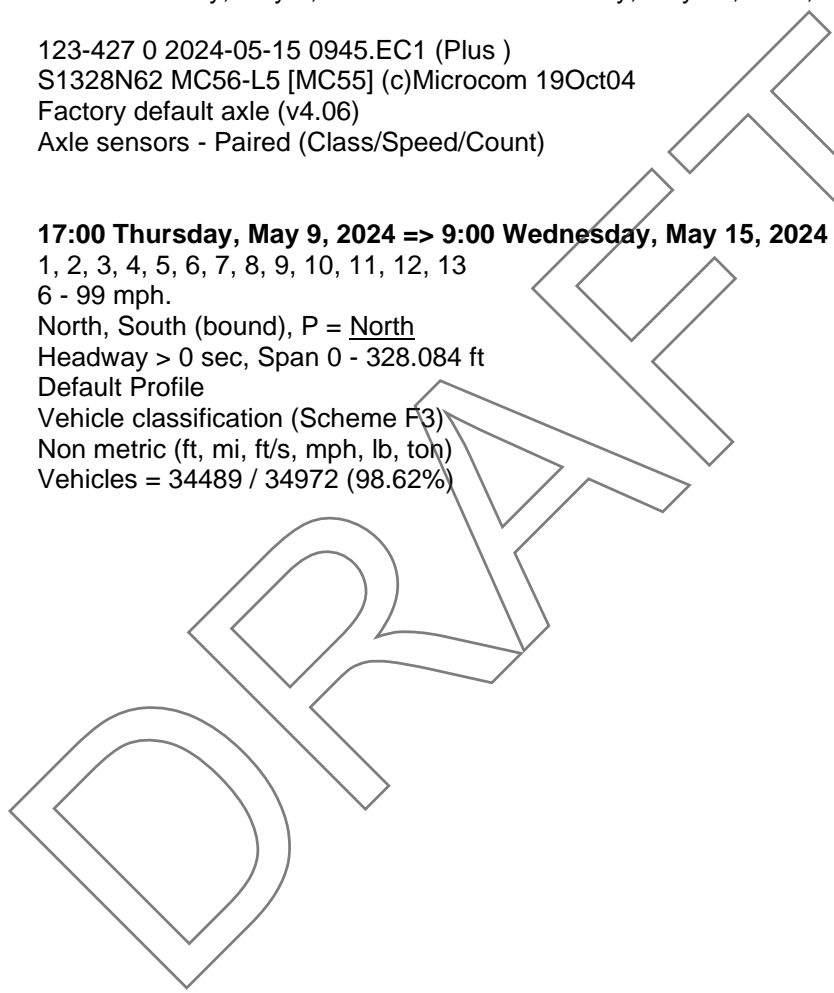 123-427 0 2024-05-15 0945.EC1 (Plus )
S1328N62 MC56-L5 [MC55] (c)Microcom 19Oct04
Factory default axle (v4.06)
Axle sensors - Paired (Class/Speed/Count)
17:00 Thursday, May 9, 2024 => 9:00 Wednesday, May 15, 2024
1, 2, 3, 4, 5, 6, 7, 8, 9, 10, 11, 12, 13
6 - 99 mph.
North, South (bound), P = North
Headway > 0 sec, Span 0 - 328.084 ft
Default Profile
Vehicle classification (Scheme F3)
Non metric (ft, mi, ft/s, mph, lb, ton)
Vehicles = 34489 / 34972 (98.62%)
DRAFT